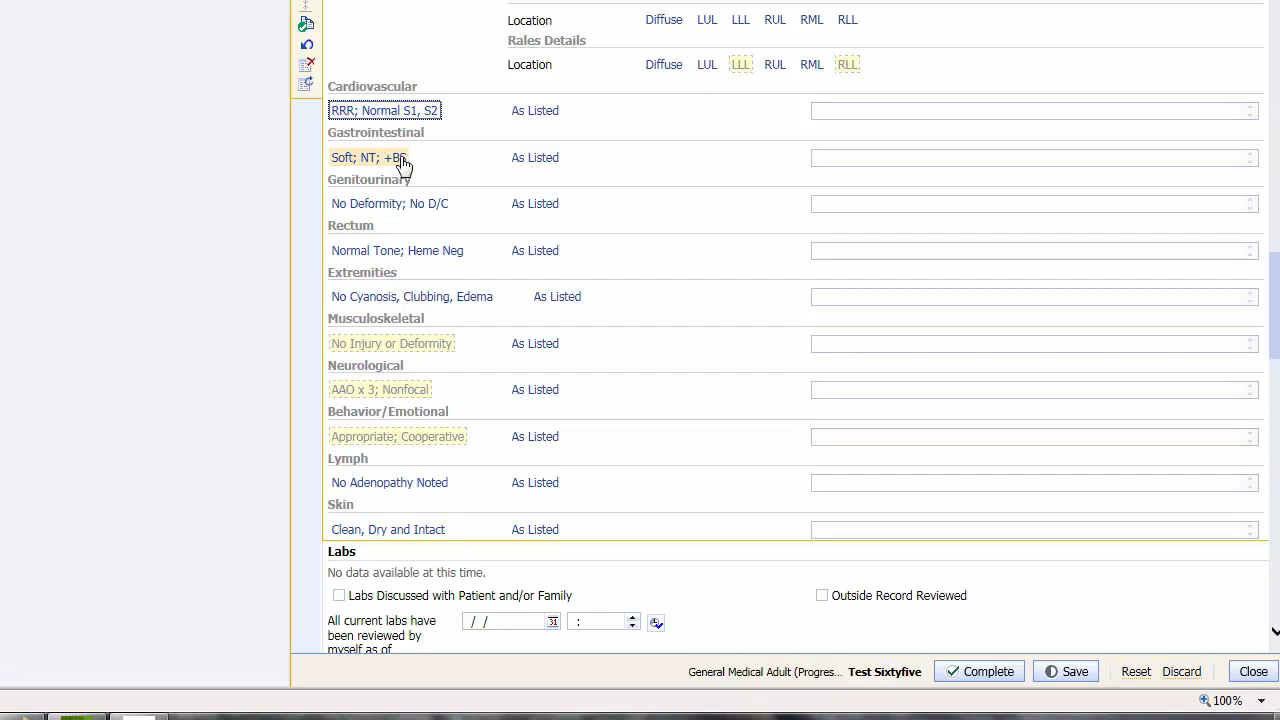 Location Diffuse LUL LLL RUL RML RLL
Rales Details
Location Diffuse LUL LLL RUL RML RLL
Cardiovascular
RRR; Normal S1, S2 As Listed
Gastrointestinal
Soft; NT; As Listed
Genitourinary
No Deformity; No D/C As Listed
Rectum
Normal Tone; Heme Neg As Listed
Extremities
No Cyanosis, Clubbing, Edema As Listed
Musculoskeletal
No Injury or Deformity As Listed
Neurological
AAO x 3; Nonfocal As Listed
Behavior/Emotional
Appropriate; Cooperative As Listed
Lymph
No Adenopathy Noted As Listed
Skin
Clean, Dry and Intact As Listed
Labs
No data available at this time.
Labs Discussed with Patient and/or Family Outside Record Reviewed
All current labs have / / 31 :
been reviewed by
myself as of
General Medical Adult (Progres... Test Sixtyfive Complete Save Reset Discard Close
100%